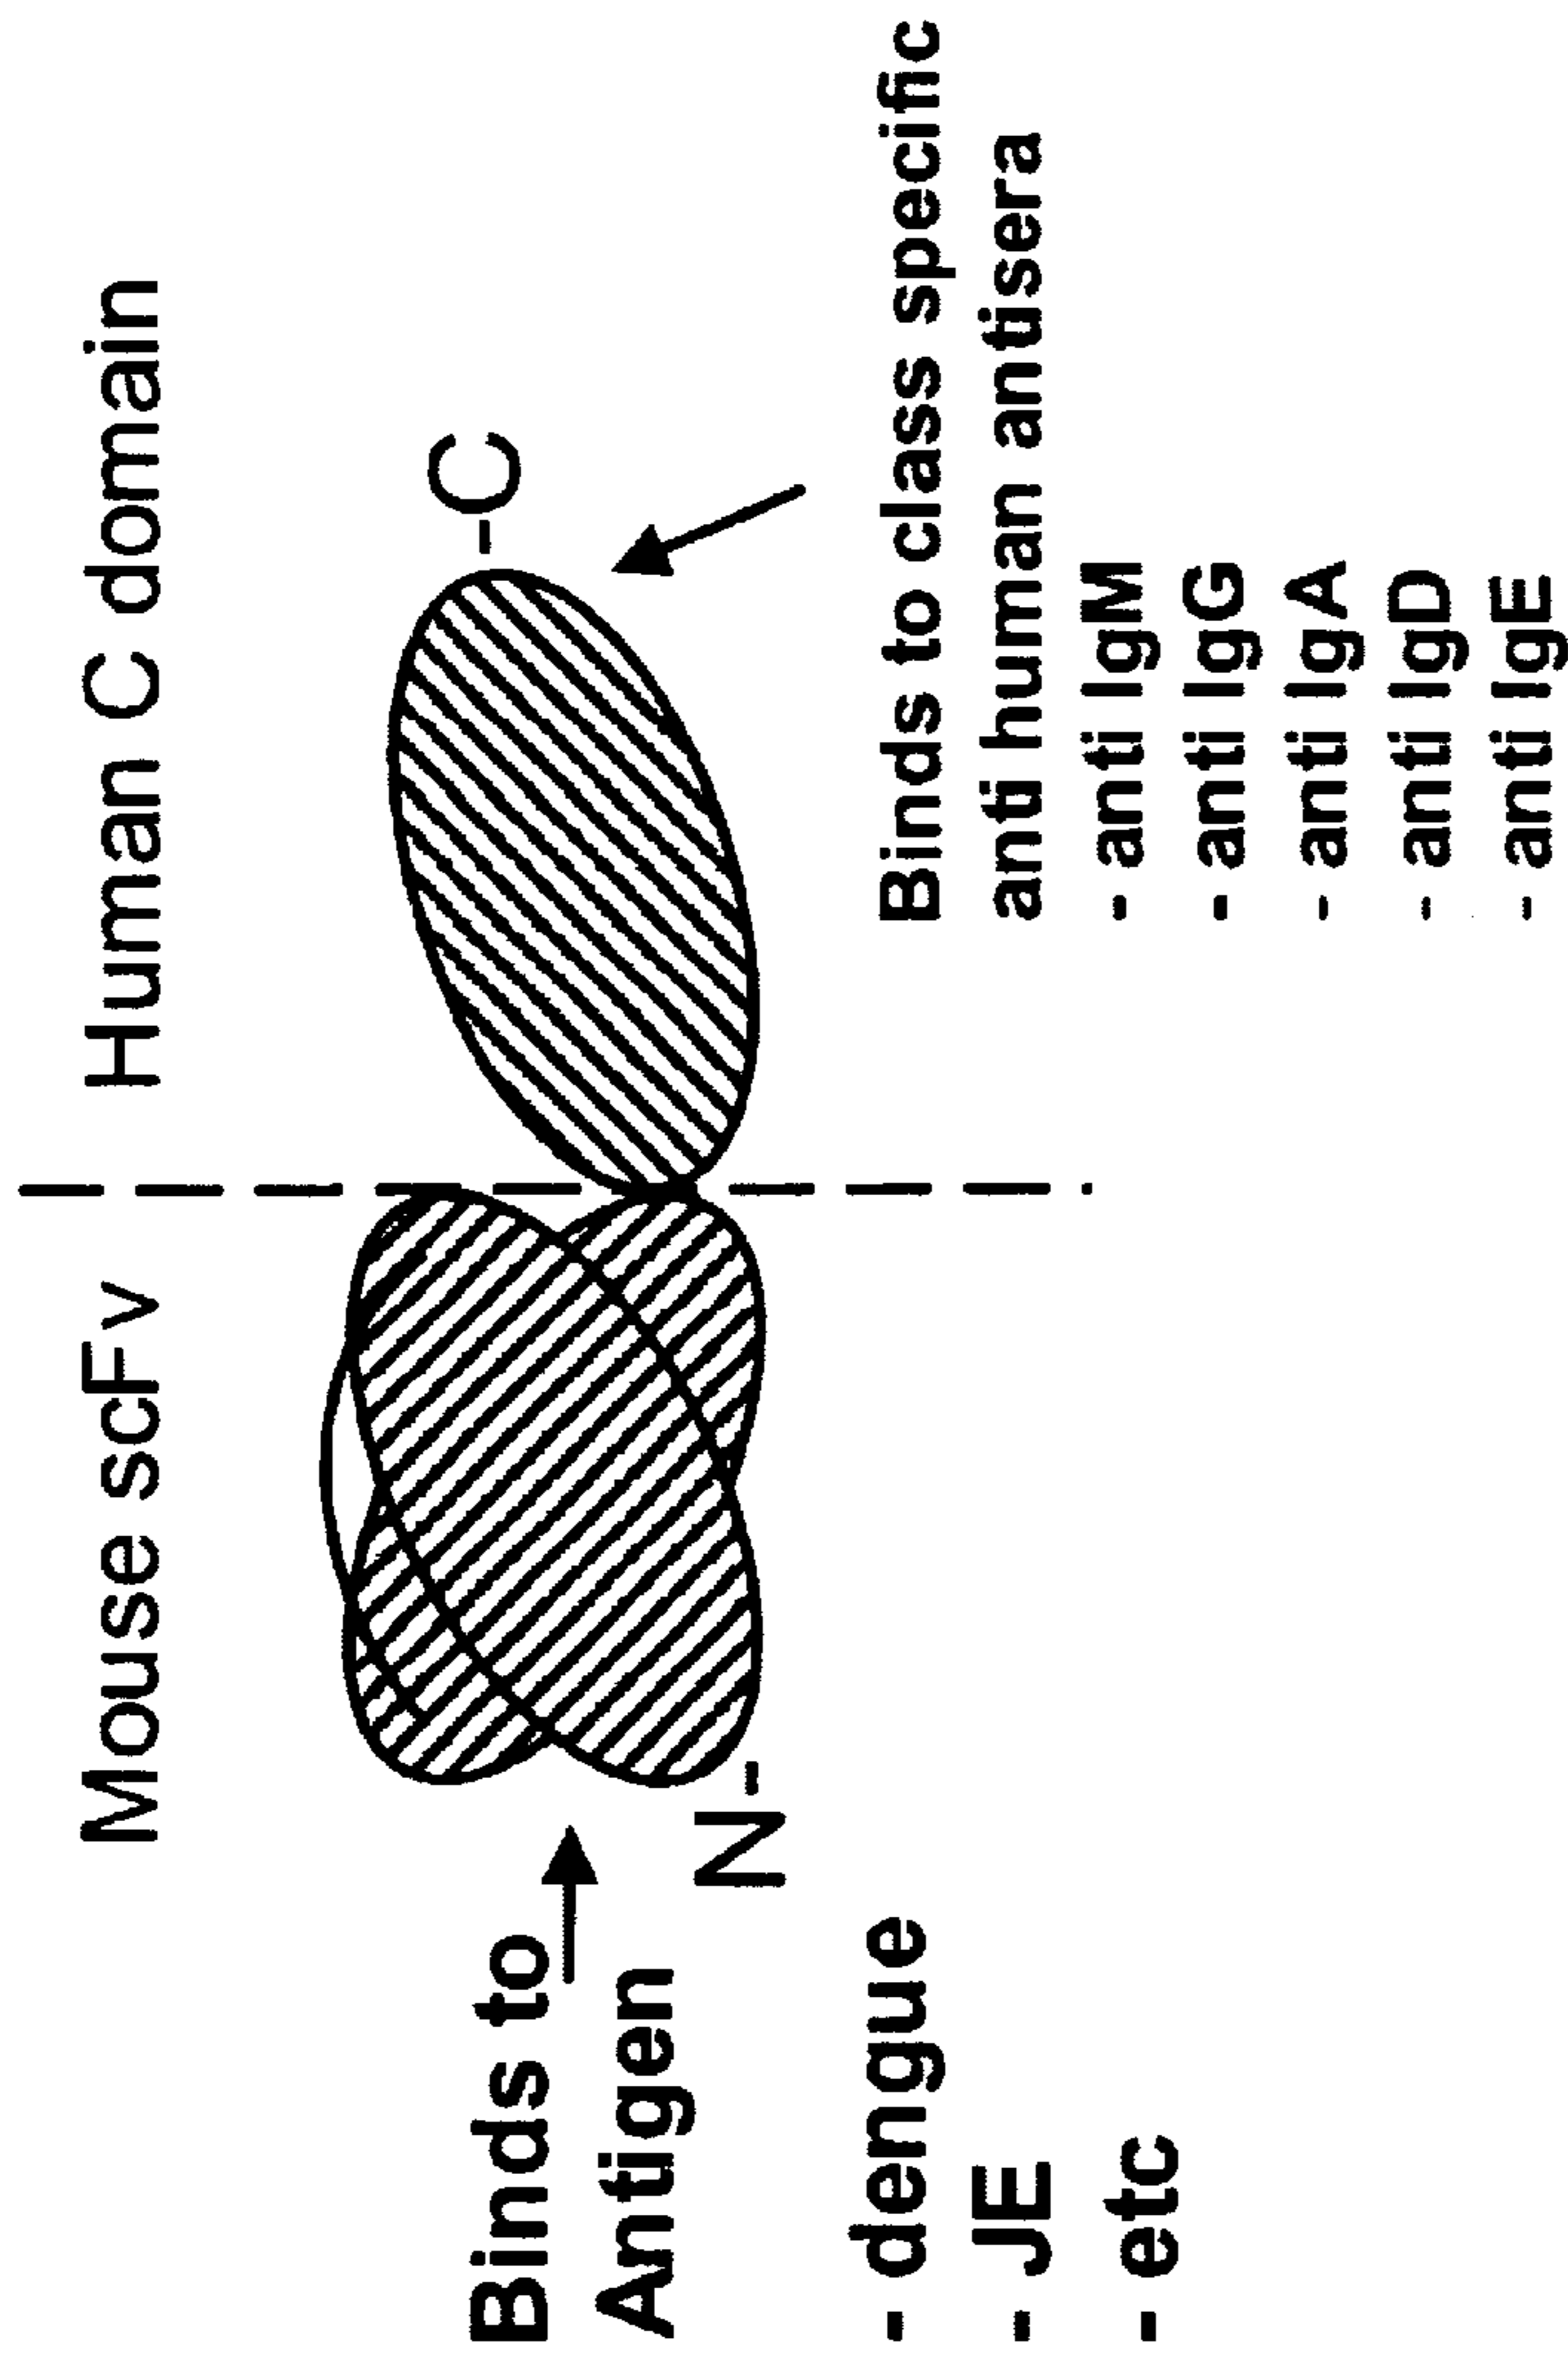 Mouse scFv
Human C domain
-C
Binds to
Antigen
N-
- dengue
- JE
- etc
Binds to class specific
anti human antisera
- anti IgM
- anti IgG
- anti IgA
- anti IgD
- anti IgE